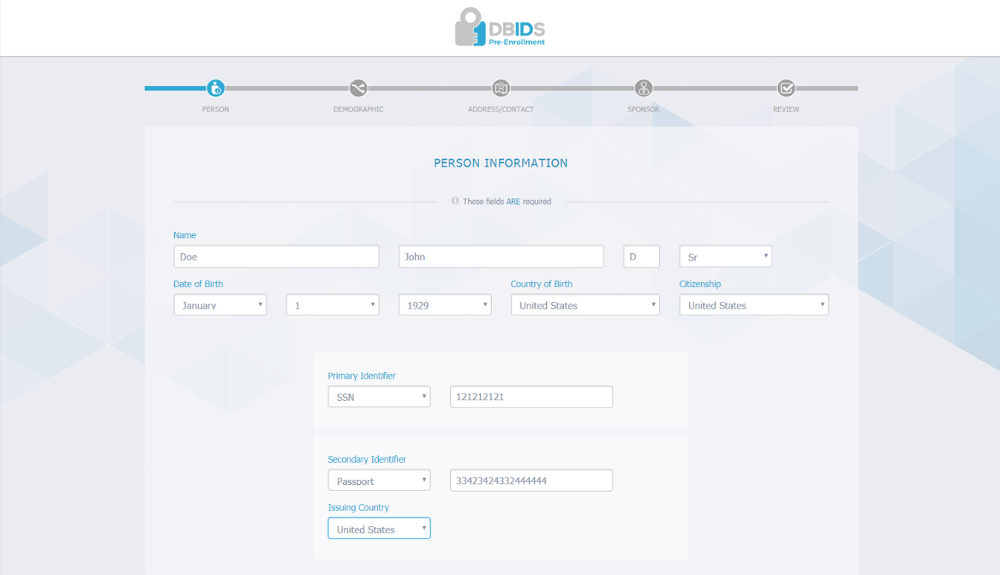 DBIDS
Pre-Enrollment
PERSON
DEMOGRAPHIC
ADDRESS/CONTACT
SPONSOR
REVIEW
PERSON INFORMATION
These fields ARE required
Name
Doe John D Sr
Date of Birth Country of Birth Citizenship
January 1 1929 United States United States
Primary Identifier
SSN 121212121
Secondary Identifier
Passport 33423424332444444
Issuing Country
United States